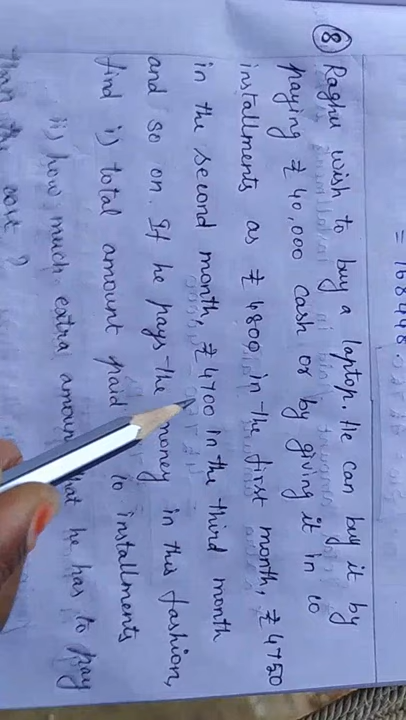 = 168448.
⑧ Raghu wish to buy a laptop. He can buy it by
paying ₹ 40,000 cash or by giving it in 10
installments as ₹ 4800 in the first month, ₹ 4750
in the second month, ₹ 4700 in the third month
and so on. If he pays the money in this fashion,
find i) total amount paid in 10 installments
ii) how much extra amount that he has to pay
than the cost?